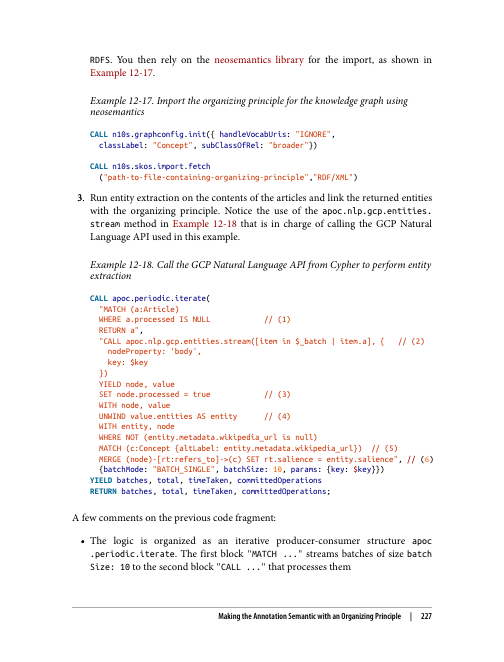 RDFS. You then rely on the neosemantics library for the import, as shown in
Example 12-17.
Example 12-17. Import the organizing principle for the knowledge graph using
neosemantics
CALL n10s.graphconfig.init({ handleVocabUris: "IGNORE",
  classLabel: "Concept", subClassOfRel: "broader"})
CALL n10s.skos.import.fetch
  ("path-to-file-containing-organizing-principle","RDF/XML")
3. Run entity extraction on the contents of the articles and link the returned entities
with the organizing principle. Notice the use of the apoc.nlp.gcp.entities.
stream method in Example 12-18 that is in charge of calling the GCP Natural
Language API used in this example.
Example 12-18. Call the GCP Natural Language API from Cypher to perform entity
extraction
CALL apoc.periodic.iterate(
  "MATCH (a:Article)
  WHERE a.processed IS NULL // (1)
  RETURN a",
  "CALL apoc.nlp.gcp.entities.stream([item in $_batch | item.a], { // (2)
    nodeProperty: 'body',
    key: $key
  })
  YIELD node, value
  SET node.processed = true // (3)
  WITH node, value
  UNWIND value.entities AS entity // (4)
  WITH entity, node
  WHERE NOT (entity.metadata.wikipedia_url is null)
  MATCH (c:Concept {altLabel: entity.metadata.wikipedia_url}) // (5)
  MERGE (node)-[rt:refers_to]->(c) SET rt.salience = entity.salience", // (6)
  {batchMode: "BATCH_SINGLE", batchSize: 10, params: {key: $key}})
YIELD batches, total, timeTaken, committedOperations
RETURN batches, total, timeTaken, committedOperations;
A few comments on the previous code fragment:
• The logic is organized as an iterative producer-consumer structure apoc
.periodic.iterate. The first block "MATCH ..." streams batches of size batch
Size: 10 to the second block "CALL ..." that processes them
Making the Annotation Semantic with an Organizing Principle | 227